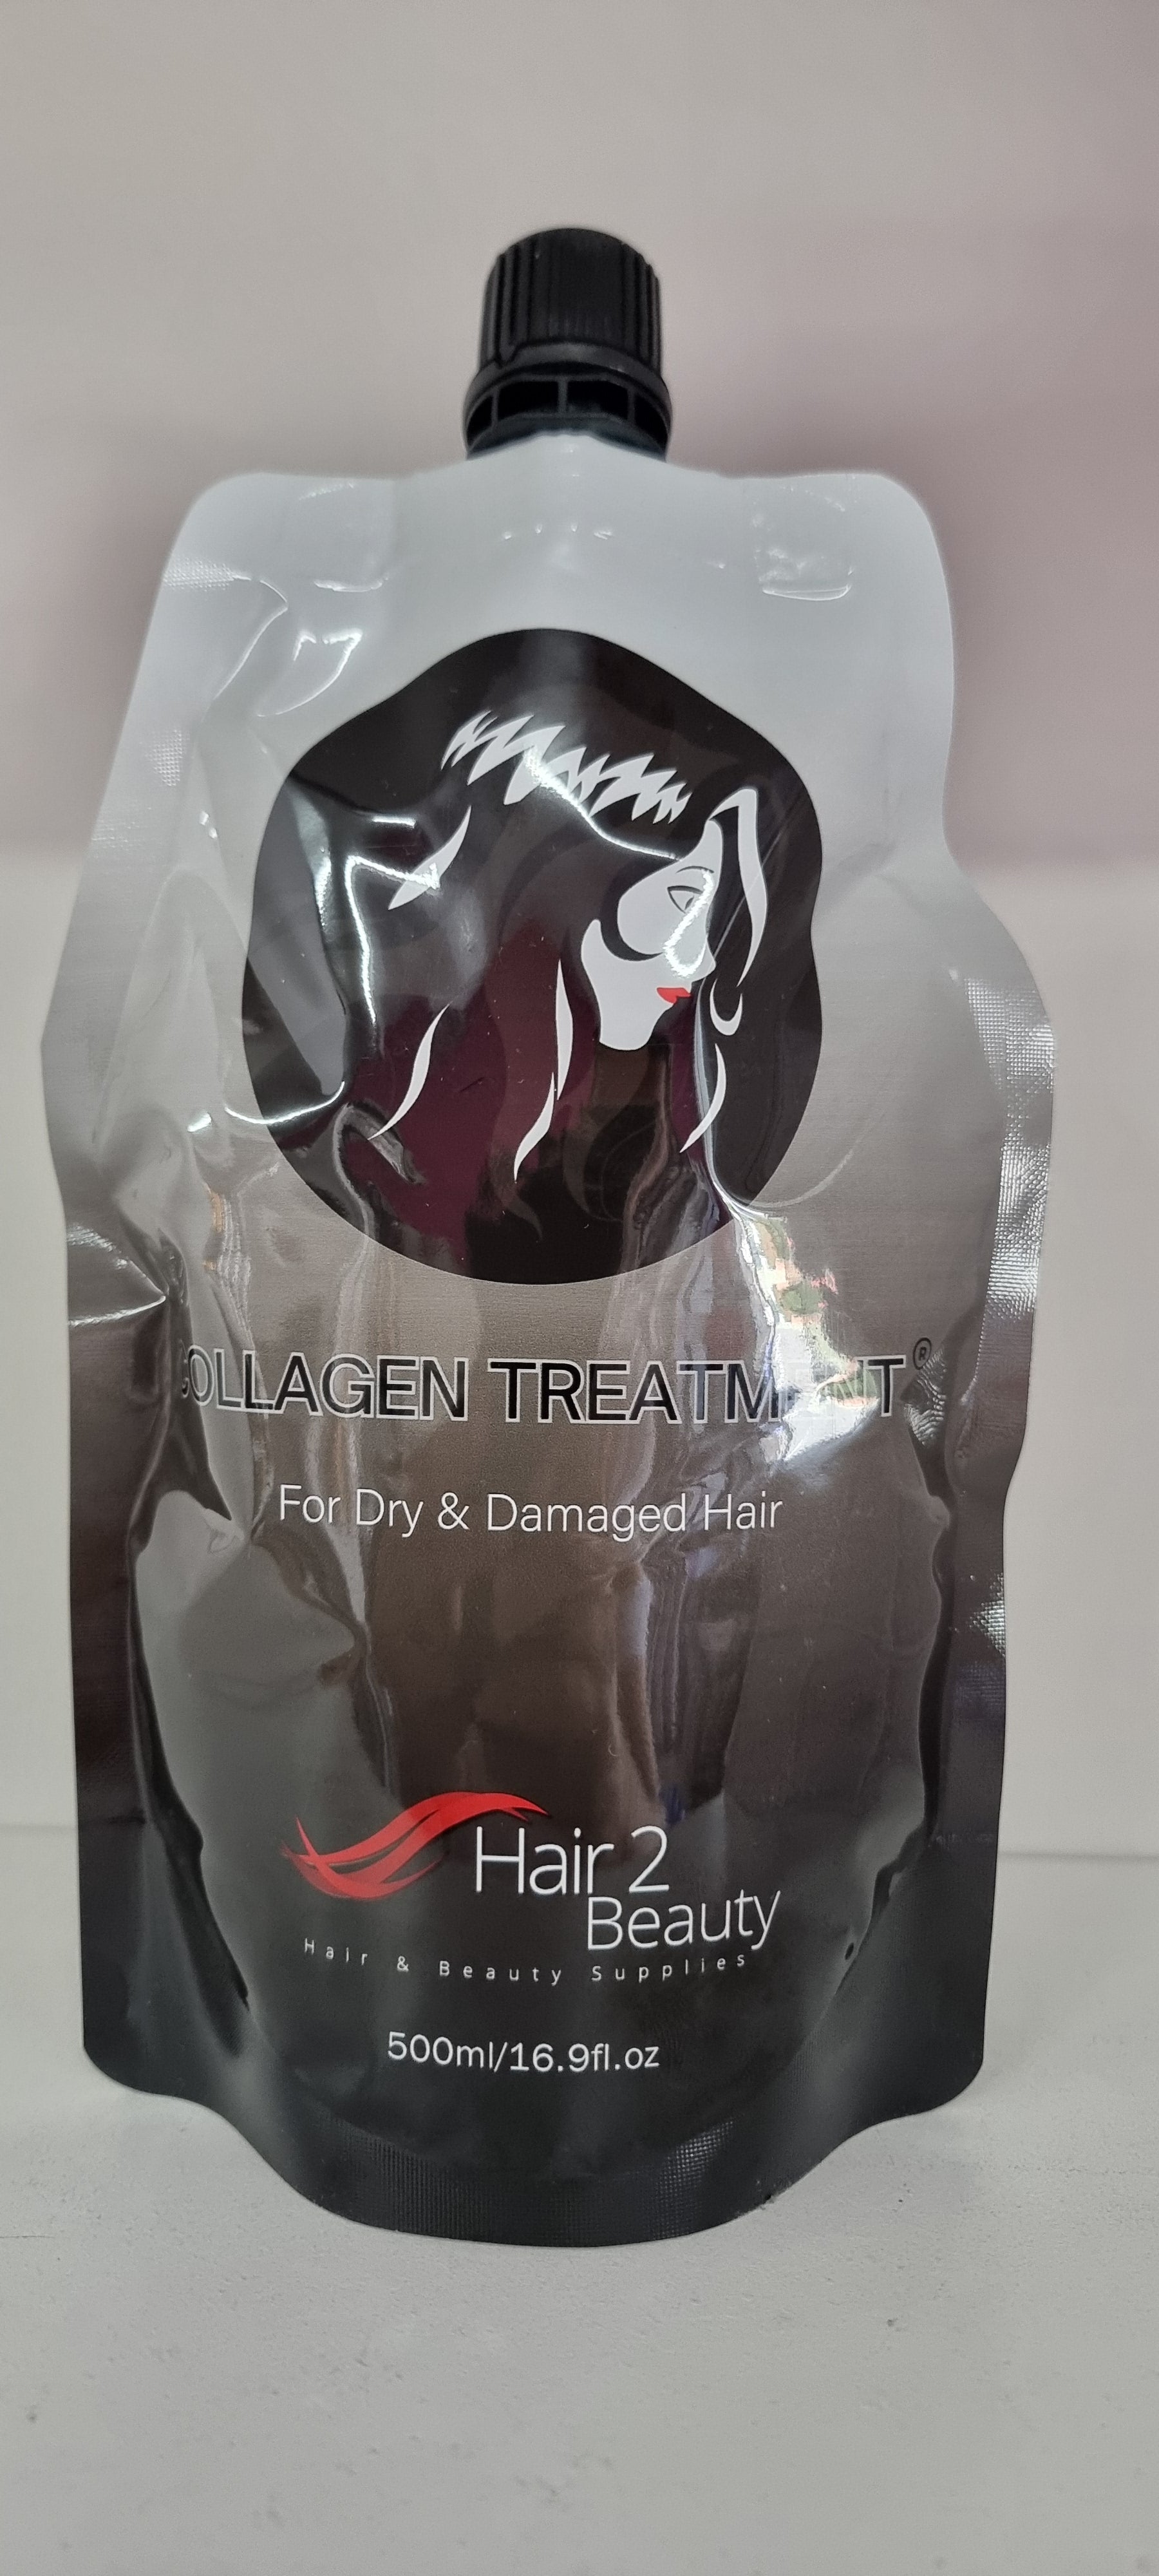 COLLAGEN TREATMENT®
For Dry & Damaged Hair
Hair 2
Beauty
Hair & Beauty Supplies
500ml/16.9fl.oz